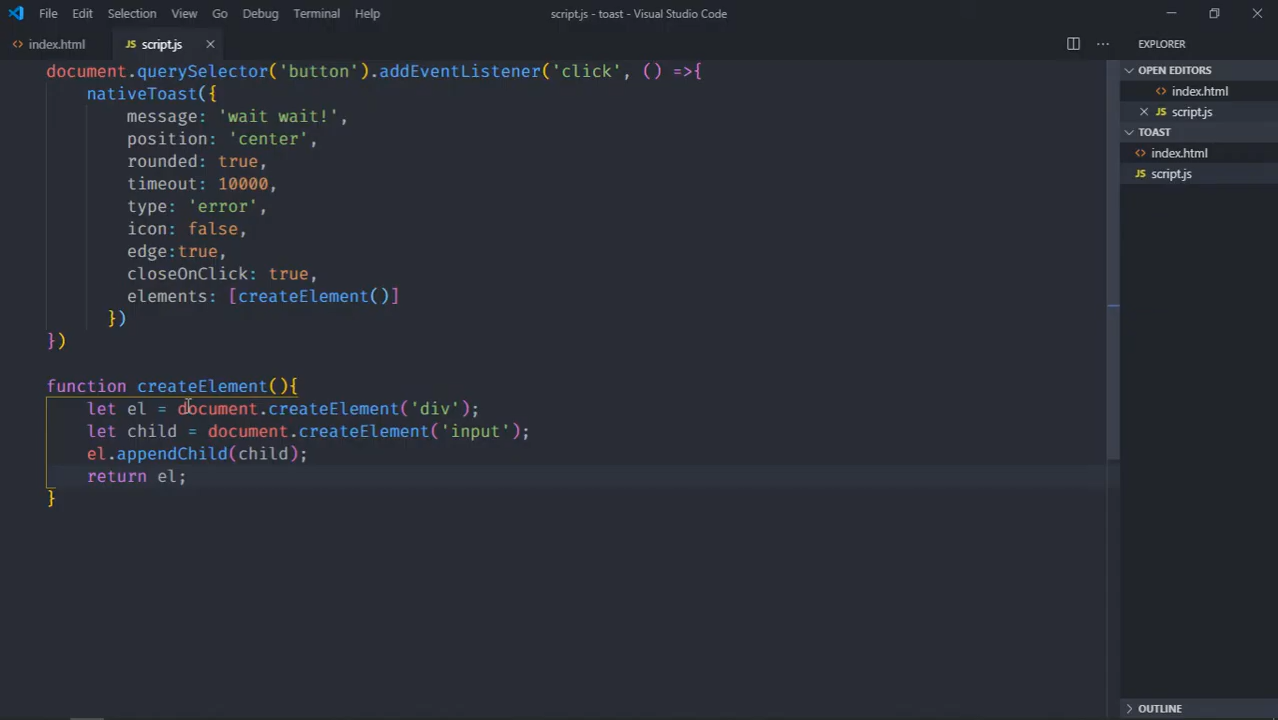 File Edit Selection View Go Debug Terminal Help script.js - toast - Visual Studio Code
index.html JS script.js
EXPLORER
document.querySelector('button').addEventListener('click', () =>{
nativeToast({
message: 'wait wait!',
position: 'center',
rounded: true,
timeout: 10000,
type: 'error',
icon: false,
edge:true,
closeOnClick: true,
elements: [createElement()]
})
})
function createElement(){
let el = document.createElement('div');
let child = document.createElement('input');
el.appendChild(child);
return el;
}
OPEN EDITORS
index.html
JS script.js
TOAST
index.html
JS script.js
OUTLINE